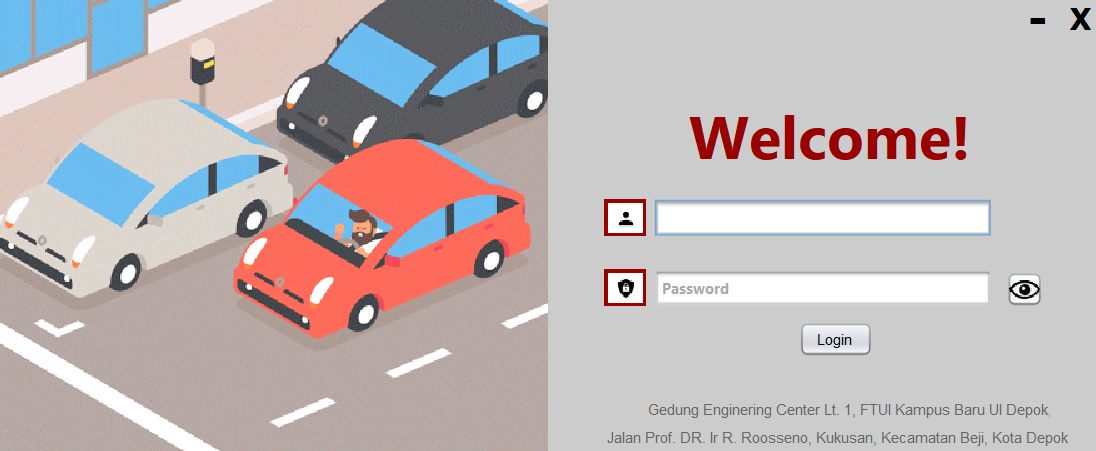 - X
Welcome!
Password
Login
Gedung Enginering Center Lt. 1, FTUI Kampus Baru UI Depok,
Jalan Prof. DR. Ir R. Roosseno, Kukusan, Kecamatan Beji, Kota Depok